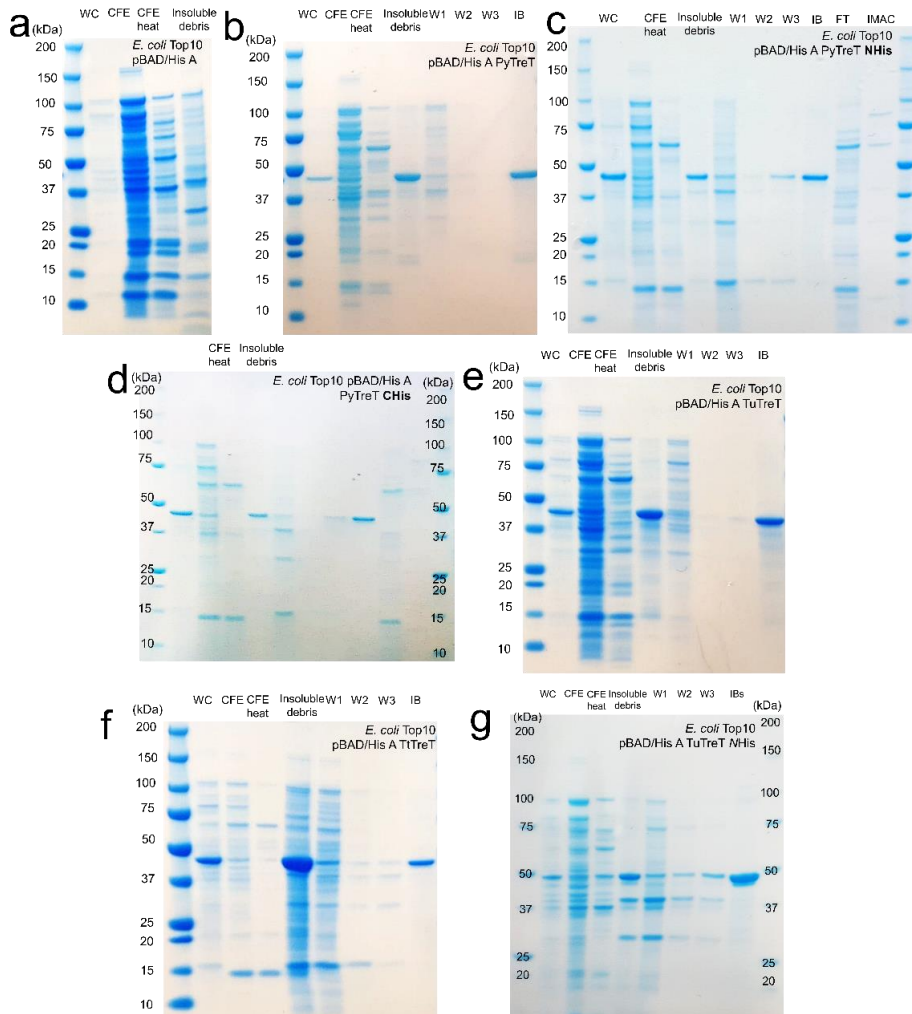 a
(kDa)
WC
CFE
CFE
heat
Insoluble
debris
E. coli Top10
pBAD/His A
200
150
100
75
50
37
25
20
15
10
b
(kDa)
WC
CFE
CFE
heat
Insoluble
debris
W1
W2
W3
IB
E. coli Top10
pBAD/His A PyTreT
200
150
100
75
50
37
25
20
15
10
c
(kDa)
WC
CFE
heat
Insoluble
debris
W1
W2
W3
IB
FT
IMAC
E. coli Top10
pBAD/His A PyTreT NHis
200
150
100
75
50
37
25
20
15
10
d
(kDa)
CFE
heat
Insoluble
debris
E. coli Top10 pBAD/His A
PyTreT CHis
(kDa)
200
150
100
75
50
37
25
20
15
10
200
150
100
75
50
37
25
20
15
10
e
(kDa)
WC
CFE
CFE
heat
Insoluble
debris
W1
W2
W3
IB
E. coli Top10
pBAD/His A TuTreT
200
150
100
75
50
37
25
20
15
10
f
(kDa)
WC
CFE
CFE
heat
Insoluble
debris
W1
W2
W3
IB
E. coli Top10
pBAD/His A TtTreT
200
150
100
75
50
37
25
20
15
10
g
(kDa)
WC
CFE
CFE
heat
Insoluble
debris
W1
W2
W3
IBs
(kDa)
E. coli Top10
pBAD/His A TuTreT NHis
200
150
100
75
50
37
25
20
200
150
100
75
50
37
25
20